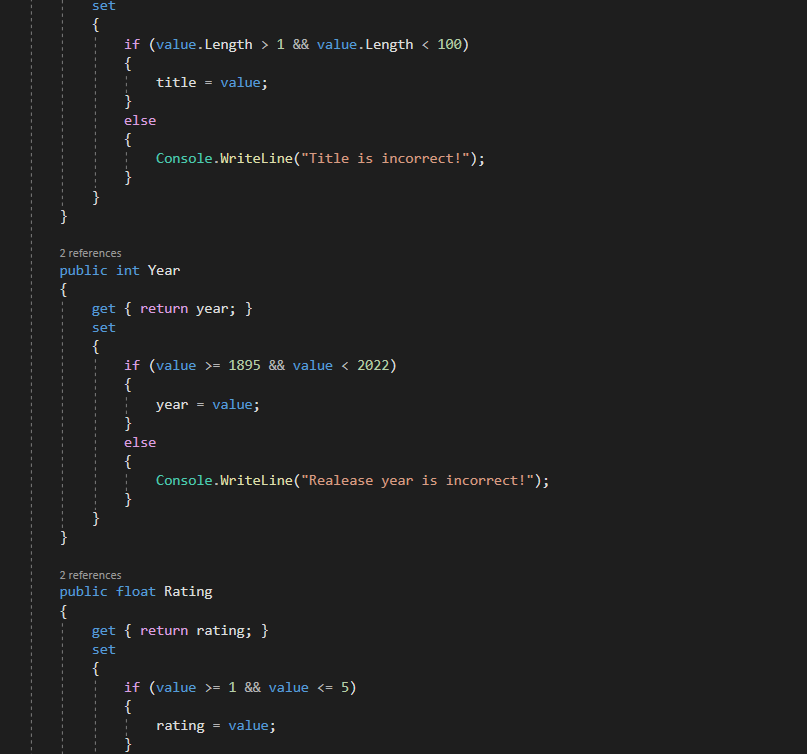 set
{
if (value.Length > 1 && value.Length < 100)
{
title = value;
}
else
{
Console.WriteLine("Title is incorrect!");
}
}
}
2 references
public int Year
{
get { return year; }
set
{
if (value >= 1895 && value < 2022)
{
year = value;
}
else
{
Console.WriteLine("Realease year is incorrect!");
}
}
}
2 references
public float Rating
{
get { return rating; }
set
{
if (value >= 1 && value <= 5)
{
rating = value;
}